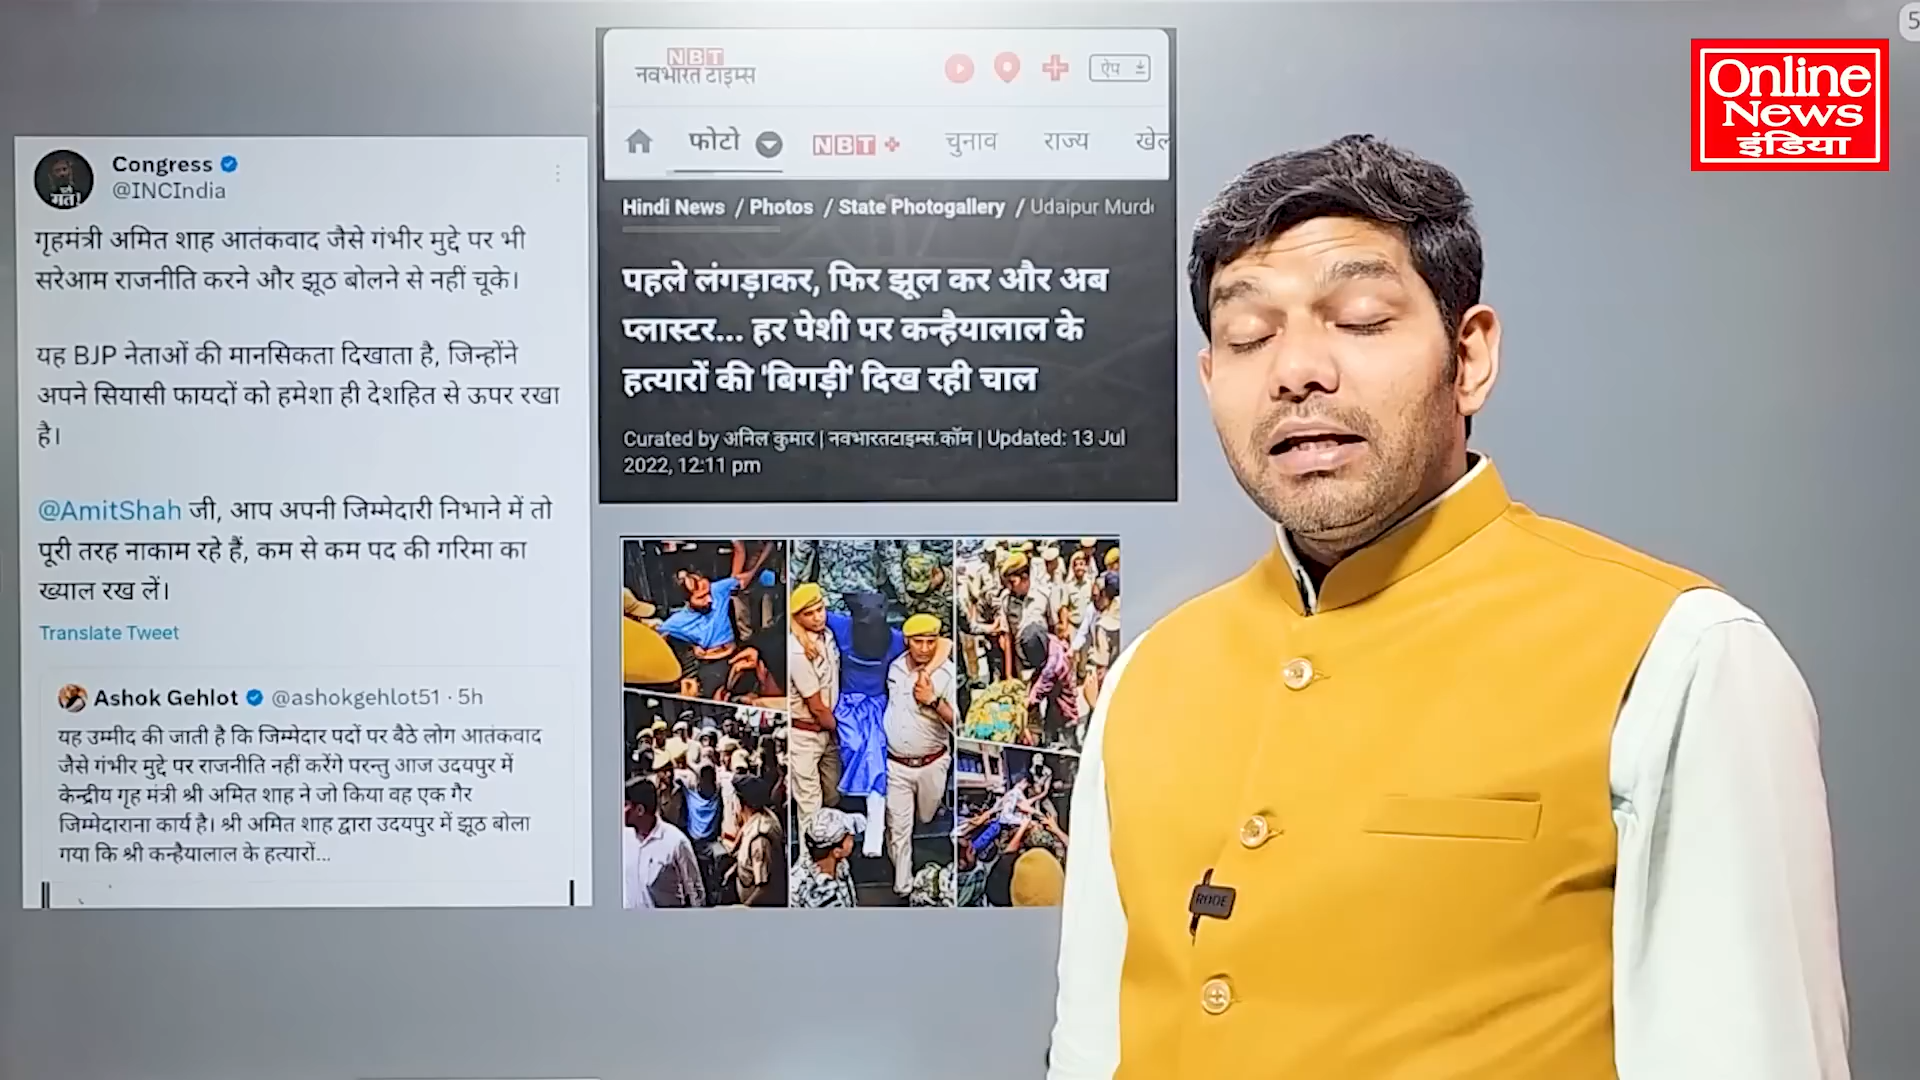 Congress
@INCIndia
गृहमंत्री अमित शाह आतंकवाद जैसे गंभीर मुद्दे पर भी
सरेआम राजनीति करने और झूठ बोलने से नहीं चूके।
यह BJP नेताओं की मानसिकता दिखाता है, जिन्होंने
अपने सियासी फायदों को हमेशा ही देशहित से ऊपर रखा
है।
@AmitShah जी, आप अपनी जिम्मेदारी निभाने में तो
पूरी तरह नाकाम रहे हैं, कम से कम पद की गरिमा का
ख्याल रख लें।
Translate Tweet
Ashok Gehlot @ashokgehlot51 · 5h
यह उम्मीद की जाती है कि जिम्मेदार पदों पर बैठे लोग आतंकवाद
जैसे गंभीर मुद्दे पर राजनीति नहीं करेंगे परन्तु आज उदयपुर में
केन्द्रीय गृह मंत्री श्री अमित शाह ने जो किया वह एक गैर
जिम्मेदाराना कार्य है। श्री अमित शाह द्वारा उदयपुर में झूठ बोला
गया कि श्री कन्हैयालाल के हत्यारों...
NBT
नवभारत टाइम्स
ऐप
फोटो NBT + चुनाव राज्य खेल
Hindi News / Photos / State Photogallery / Udaipur Murde
पहले लंगड़ाकर, फिर झूल कर और अब
प्लास्टर... हर पेशी पर कन्हैयालाल के
हत्यारों की 'बिगड़ी' दिख रही चाल
Curated by अनिल कुमार | नवभारतटाइम्स.कॉम | Updated: 13 Jul
2022, 12:11 pm
5
Online
News
इंडिया
RODE